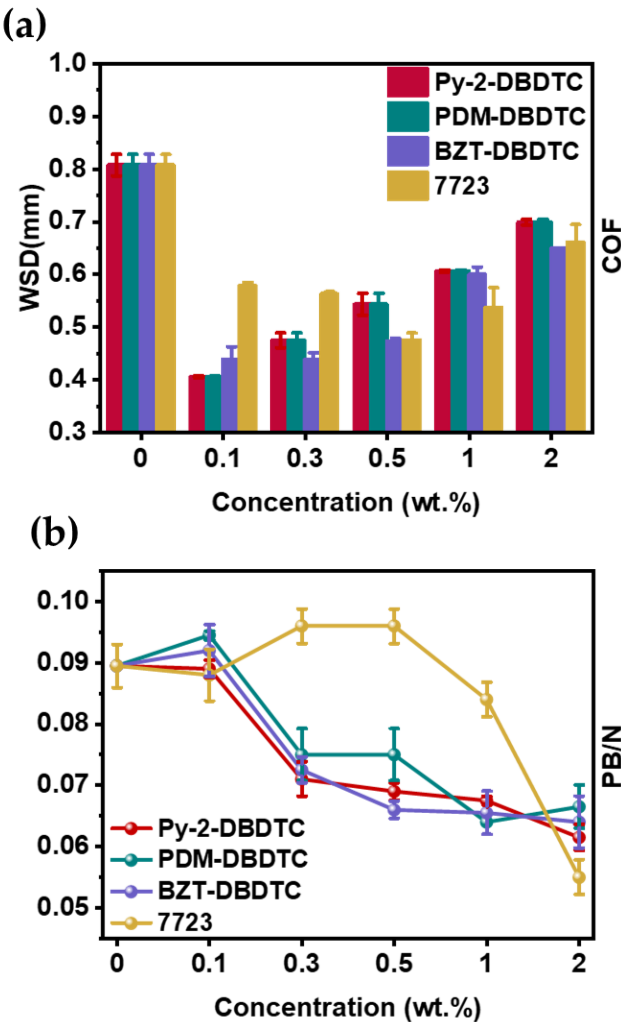 (a)
1.0
0.9
0.8
0.7
0.6
0.5
0.4
0.3
WSD(mm)
Py-2-DBDTC
PDM-DBDTC
BZT-DBDTC
7723
COF
0 0.1 0.3 0.5 1 2
Concentration (wt.%)
(b)
0.10
0.09
0.08
0.07
0.06
0.05
PB/N
Py-2-DBDTC
PDM-DBDTC
BZT-DBDTC
7723
0 0.1 0.3 0.5 1 2
Concentration (wt.%)